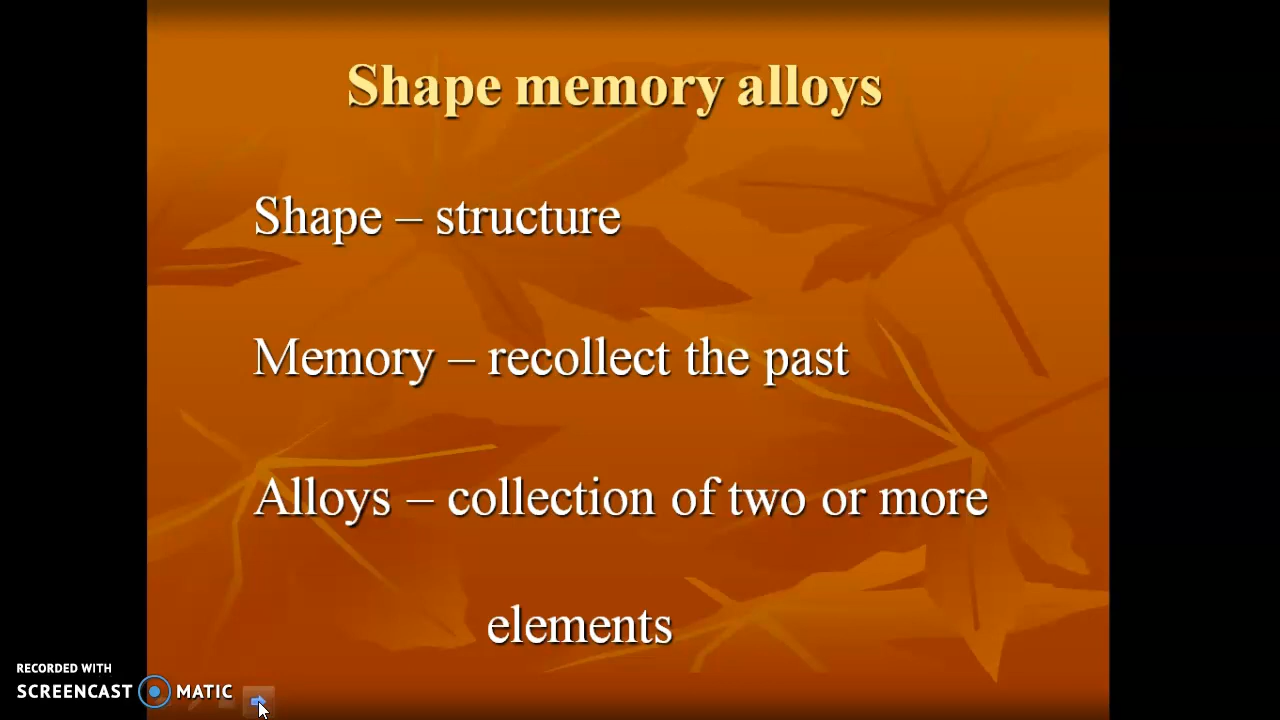 Shape memory alloys
Shape – structure
Memory – recollect the past
Alloys – collection of two or more
elements
RECORDED WITH
SCREENCAST MATIC